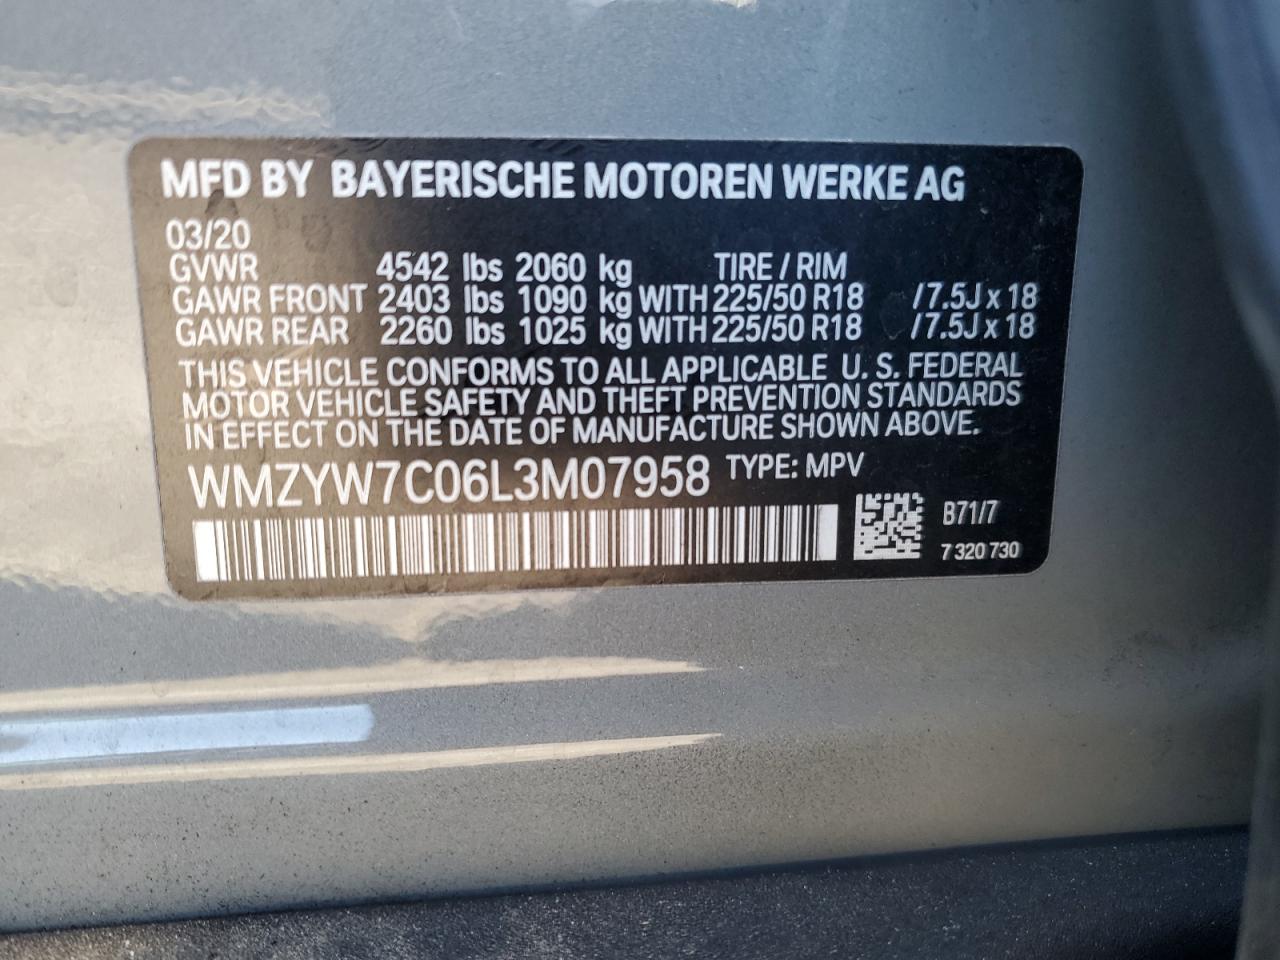 MFD BY BAYERISCHE MOTOREN WERKE AG
03/20
GVWR 4542 lbs 2060 kg TIRE / RIM
GAWR FRONT 2403 lbs 1090 kg WITH 225/50 R18 /7.5J x 18
GAWR REAR 2260 lbs 1025 kg WITH 225/50 R18 /7.5J x 18
THIS VEHICLE CONFORMS TO ALL APPLICABLE U. S. FEDERAL
MOTOR VEHICLE SAFETY AND THEFT PREVENTION STANDARDS
IN EFFECT ON THE DATE OF MANUFACTURE SHOWN ABOVE.
WMZYW7C06L3M07958 TYPE: MPV
B71/7
7 320 730